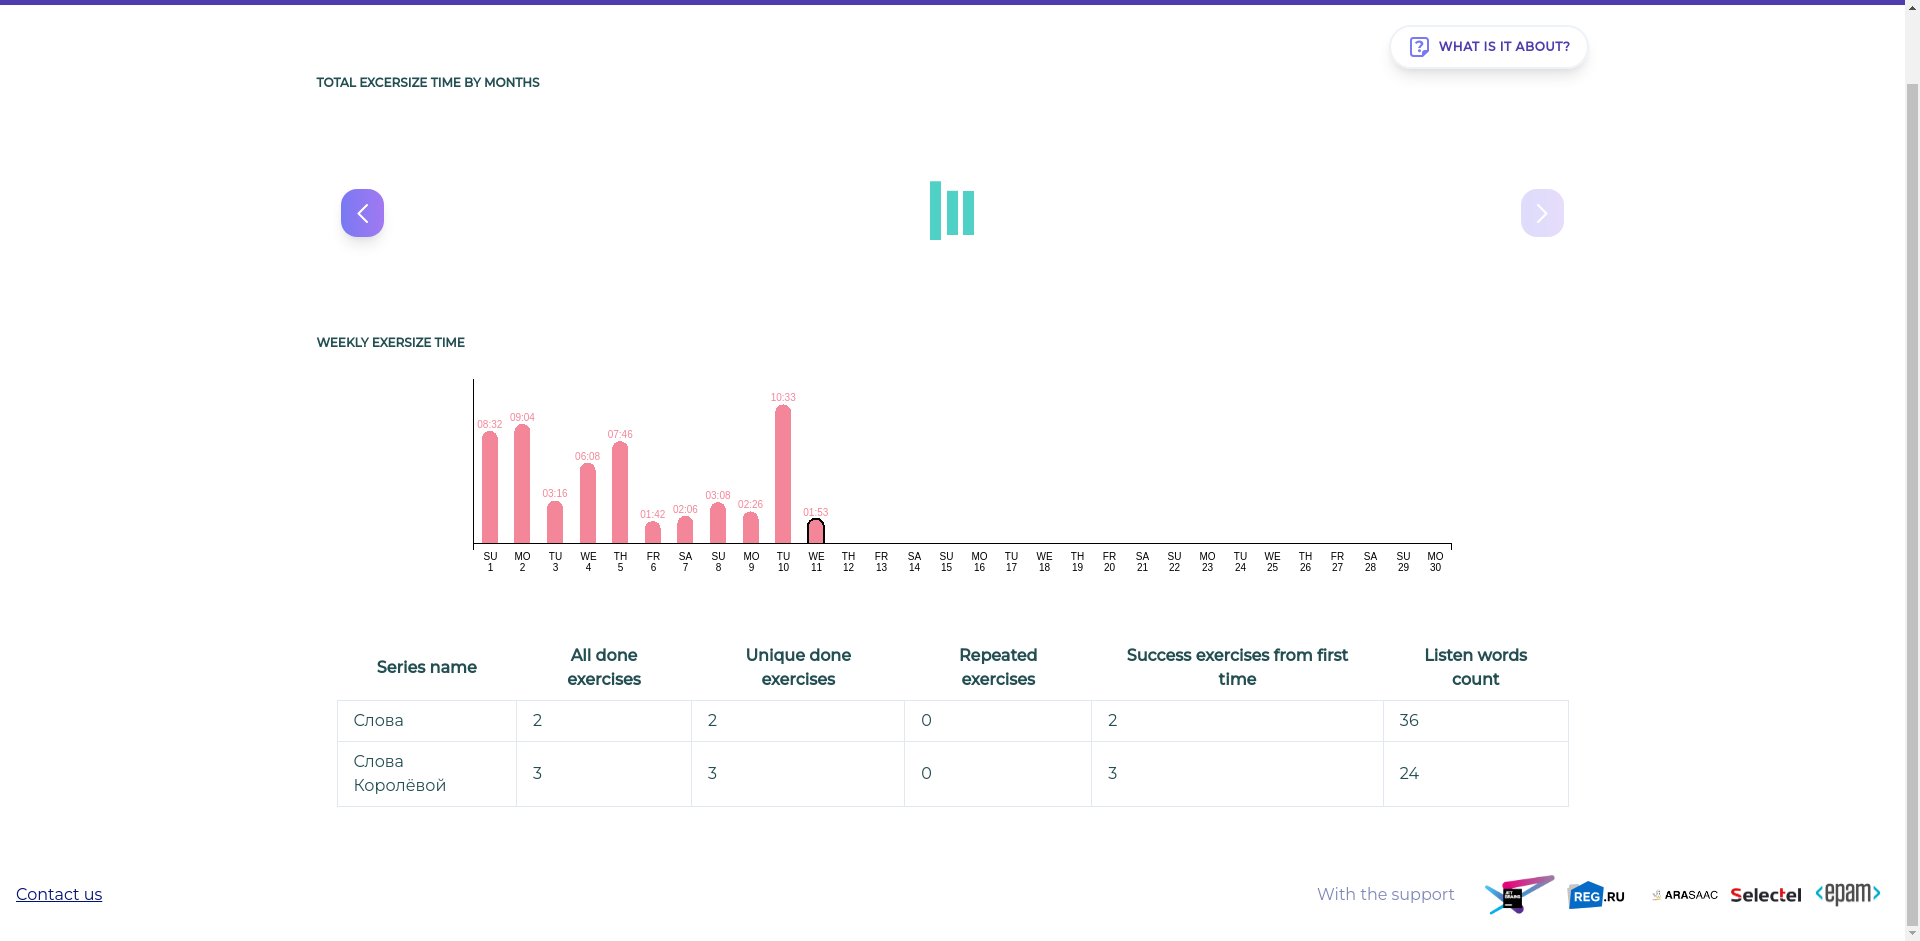 WHAT IS IT ABOUT?
TOTAL EXCERSIZE TIME BY MONTHS
WEEKLY EXERSIZE TIME
08:32 09:04 03:16 06:08 07:46 01:42 02:06 03:08 02:26 10:33 01:53
SU MO TU WE TH FR SA SU MO TU WE TH FR SA SU MO TU WE TH FR SA SU MO TU WE TH FR SA SU MO
1 2 3 4 5 6 7 8 9 10 11 12 13 14 15 16 17 18 19 20 21 22 23 24 25 26 27 28 29 30
Series name All done exercises Unique done exercises Repeated exercises Success exercises from first time Listen words count
Слова 2 2 0 2 36
Слова Королёвой 3 3 0 3 24
Contact us With the support JET BRAINS REG.RU ARASAAC Selectel <epam>